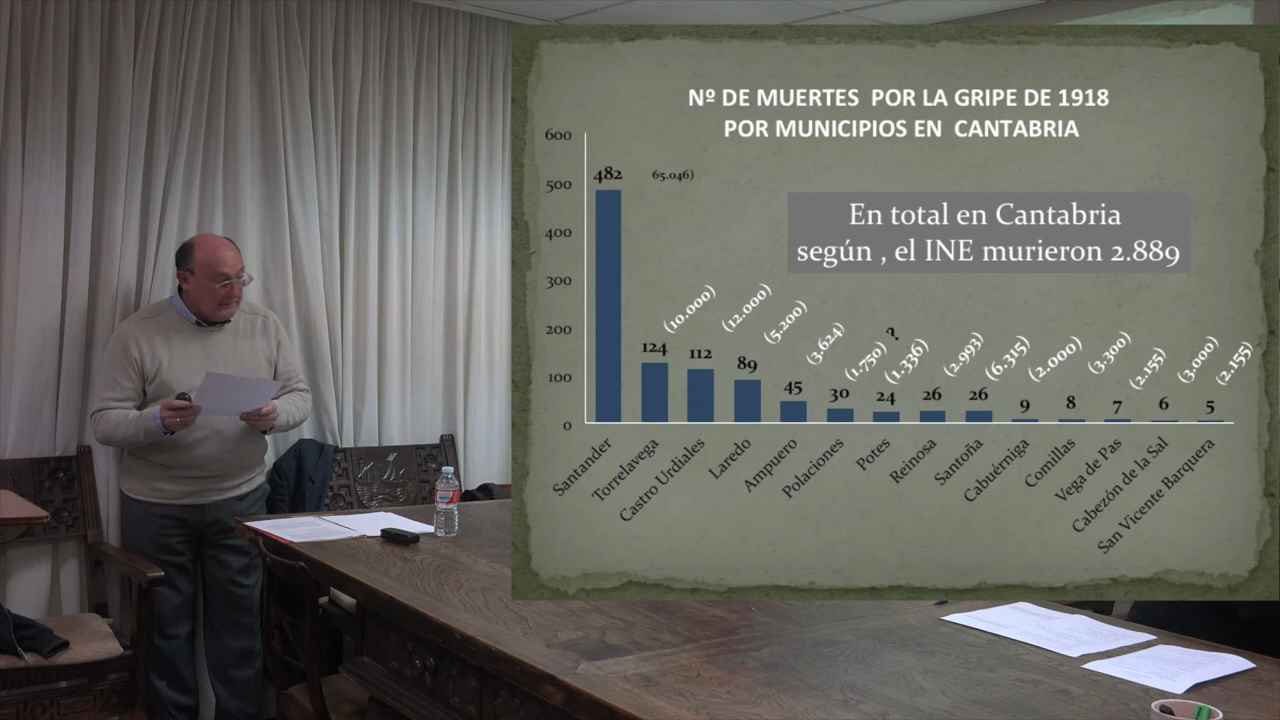 Nº DE MUERTES POR LA GRIPE DE 1918
POR MUNICIPIOS EN CANTABRIA
En total en Cantabria
según , el INE murieron 2.889
600
500
400
300
200
100
0
482
65.046)
124
(10.000)
112
(12.000)
89
(5.200)
45
(3.624)
30
(1.750)
24
?
(1.336)
26
(2.993)
26
(6.315)
9
(2.000)
8
(3.300)
7
(2.155)
6
(3.000)
5
(2.155)
Santander
Torrelavega
Castro Urdiales
Laredo
Ampuero
Polaciones
Potes
Reinosa
Santoña
Cabuérniga
Comillas
Vega de Pas
Cabezón de la Sal
San Vicente Barquera